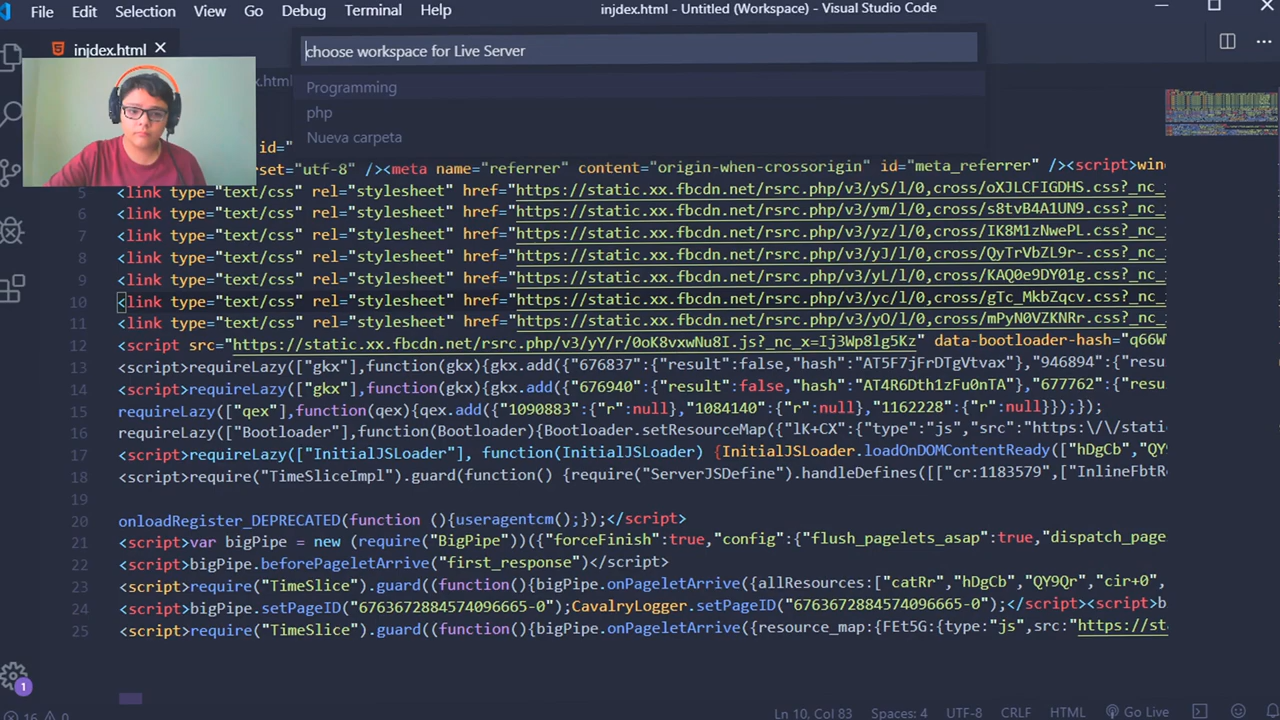 File Edit Selection View Go Debug Terminal Help injdex.html - Untitled (Workspace) - Visual Studio Code
injdex.html
choose workspace for Live Server
Programming
php
Nueva carpeta
id="
rset="utf-8" /><meta name="referrer" content="origin-when-crossorigin" id="meta_referrer" /><script>win
5 <link type="text/css" rel="stylesheet" href="https://static.xx.fbcdn.net/rsrc.php/v3/yS/l/0,cross/oXJLCFIGDHS.css?_nc_x
6 <link type="text/css" rel="stylesheet" href="https://static.xx.fbcdn.net/rsrc.php/v3/ym/l/0,cross/s8tvB4A1UN9.css?_nc_x
7 <link type="text/css" rel="stylesheet" href="https://static.xx.fbcdn.net/rsrc.php/v3/yz/l/0,cross/IK8M1zNwePL.css?_nc_x
8 <link type="text/css" rel="stylesheet" href="https://static.xx.fbcdn.net/rsrc.php/v3/yJ/l/0,cross/QyTrVbZL9r-.css?_nc_x
9 <link type="text/css" rel="stylesheet" href="https://static.xx.fbcdn.net/rsrc.php/v3/yL/l/0,cross/KAQ0e9DY01g.css?_nc_x
10 <link type="text/css" rel="stylesheet" href="https://static.xx.fbcdn.net/rsrc.php/v3/yc/l/0,cross/gTc_MkbZqcv.css?_nc_x
11 <link type="text/css" rel="stylesheet" href="https://static.xx.fbcdn.net/rsrc.php/v3/yO/l/0,cross/mPyN0VZKNRr.css?_nc_x
12 <script src="https://static.xx.fbcdn.net/rsrc.php/v3/yY/r/0oK8vxwNu8I.js?_nc_x=Ij3Wp8lg5Kz" data-bootloader-hash="q66W
13 <script>requireLazy(["gkx"],function(gkx){gkx.add({"676837":{"result":false,"hash":"AT5F7jFrDTgVtvax"},"946894":{"res
14 <script>requireLazy(["gkx"],function(gkx){gkx.add({"676940":{"result":false,"hash":"AT4R6Dth1zFu0nTA"},"677762":{"resu
15 requireLazy(["qex"],function(qex){qex.add({"1090883":{"r":null},"1084140":{"r":null},"1162228":{"r":null}});});
16 requireLazy(["Bootloader"],function(Bootloader){Bootloader.setResourceMap({"lK+CX":{"type":"js","src":"https:\/\/stati
17 requireLazy(["InitialJSLoader"], function(InitialJSLoader) {InitialJSLoader.loadOnDOMContentReady(["hDgCb","QY9
18 <script>require("TimeSliceImpl").guard(function() {require("ServerJSDefine").handleDefines([["cr:1183579",["InlineFbtRe
19
20 onloadRegister_DEPRECATED(function (){useragentcm();});</script>
21 <script>var bigPipe = new (require("BigPipe"))({"forceFinish":true,"config":{"flush_pagelets_asap":true,"dispatch_page
22 <script>bigPipe.beforePageletArrive("first_response")</script>
23 <script>require("TimeSlice").guard((function(){bigPipe.onPageletArrive({allResources:["catRr","hDgCb","QY9Qr","cir+0",
24 <script>bigPipe.setPageID("6763672884574096665-0");CavalryLogger.setPageID("6763672884574096665-0");</script><script>b
25 <script>require("TimeSlice").guard((function(){bigPipe.onPageletArrive({resource_map:{FEt5G:{type:"js",src:"https://sta
1
Ln 10, Col 83 Spaces: 4 UTF-8 CRLF HTML Go Live